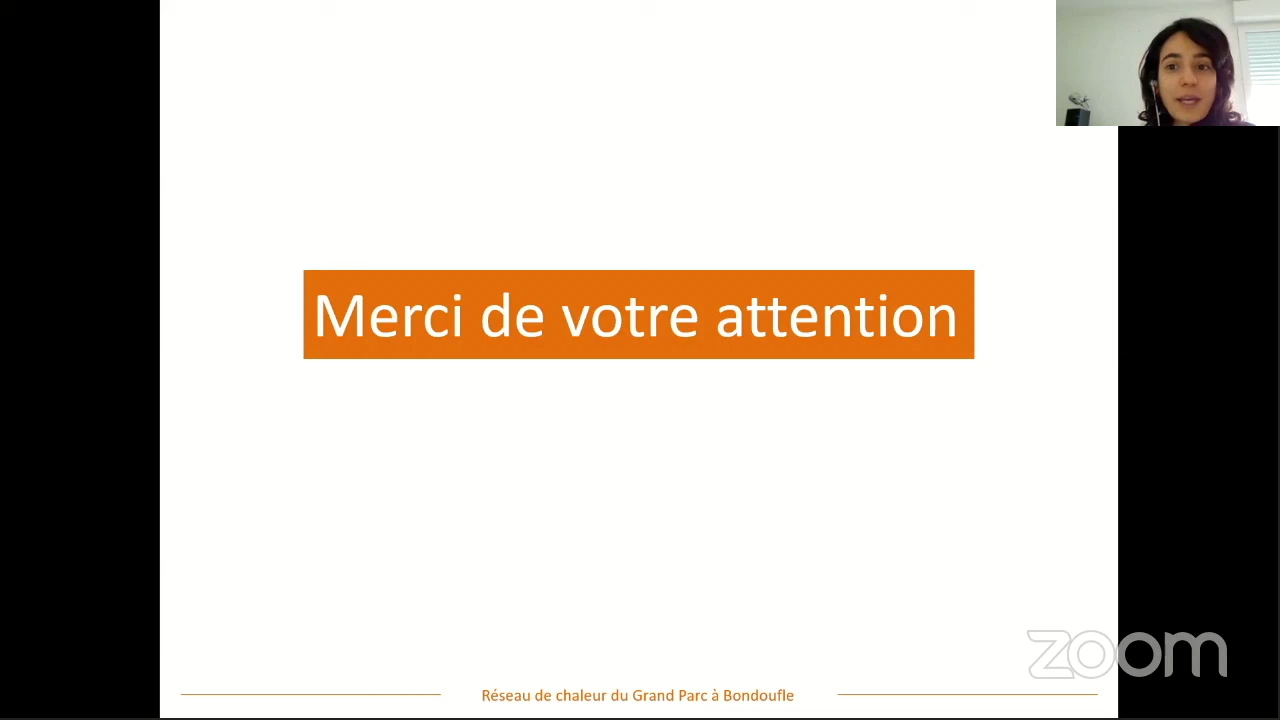 Merci de votre attention
zoom
Réseau de chaleur du Grand Parc à Bondoufle